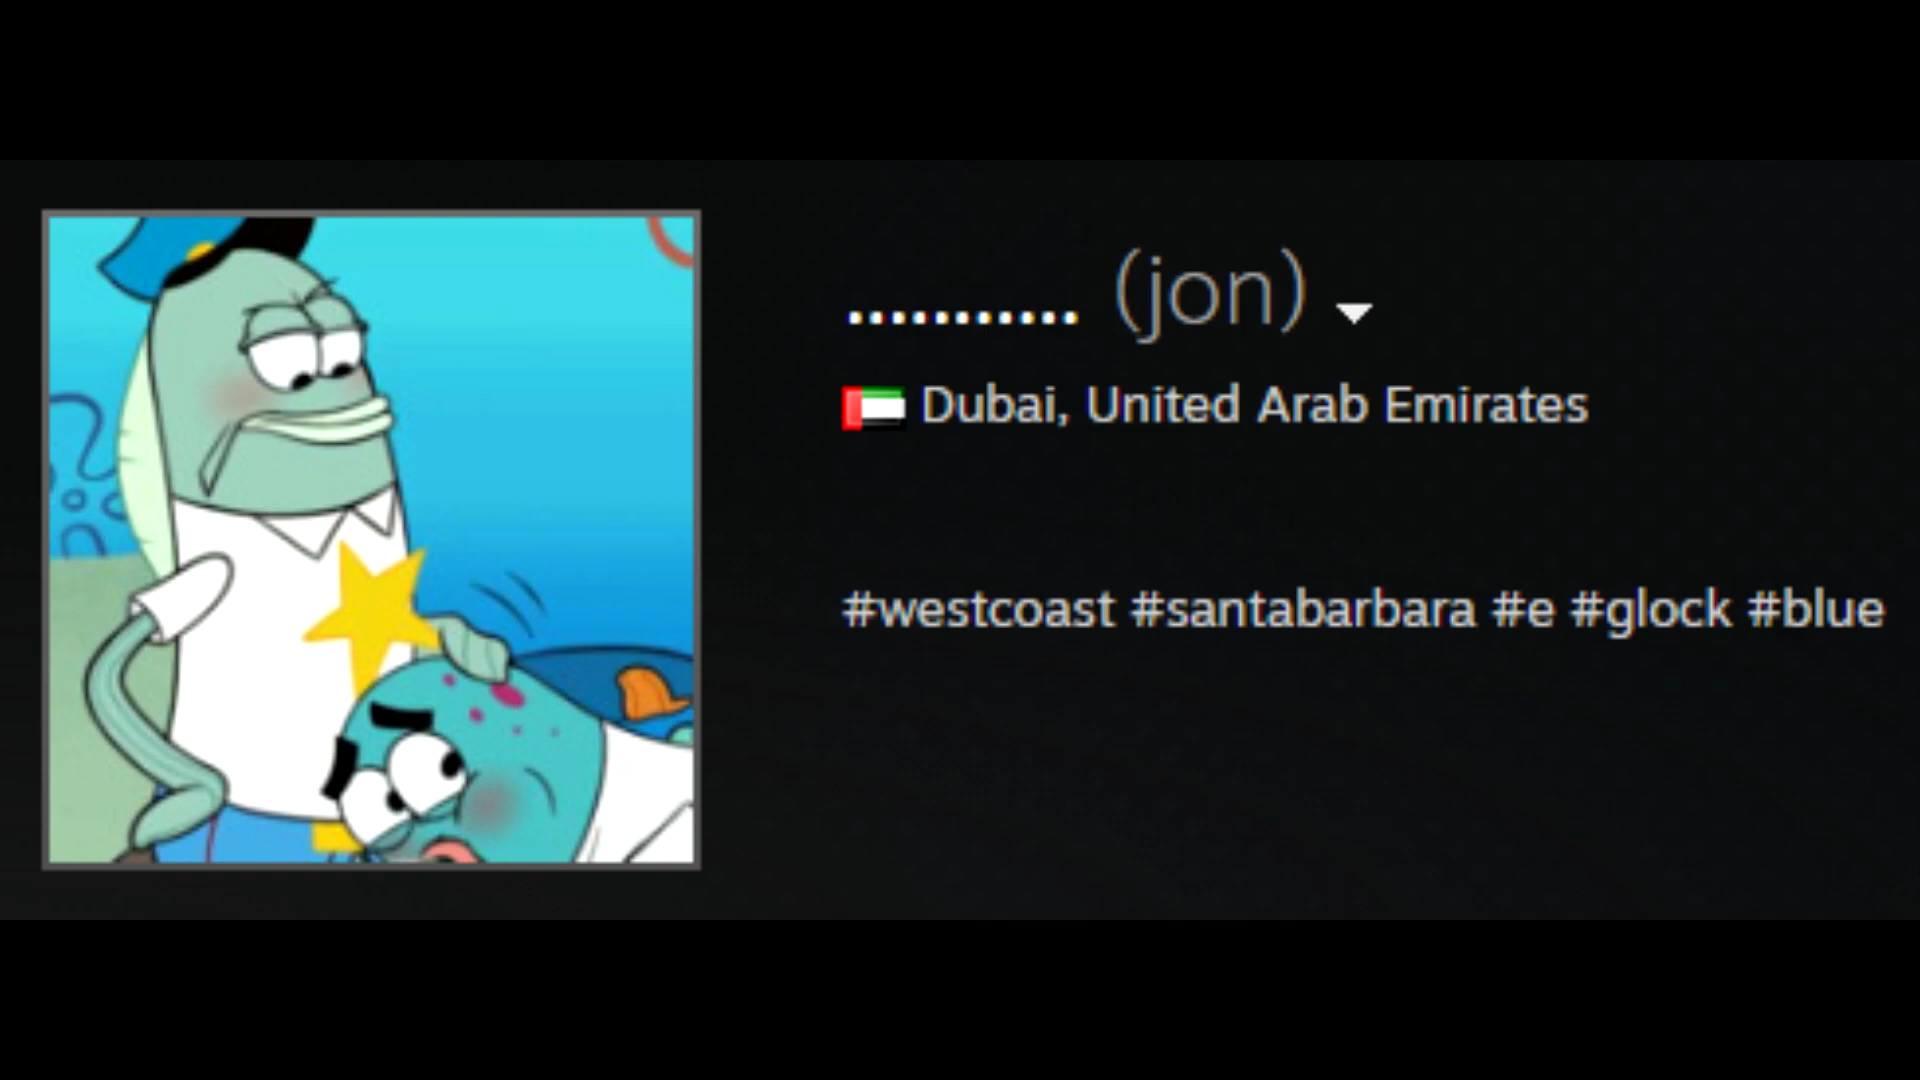 ........... (jon)
Dubai, United Arab Emirates
#westcoast #santabarbara #e #glock #blue